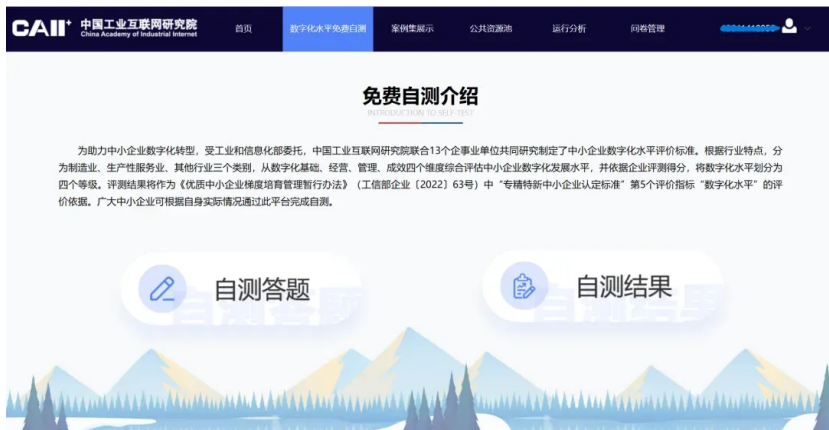 CAII+ 中国工业互联网研究院
China Academy of Industrial Internet
首页 数字化水平免费自测 案例集展示 公共资源池 运行分析 问卷管理
免费自测介绍
INTRODUCTION TO SELF-TEST
为助力中小企业数字化转型，受工业和信息化部委托，中国工业互联网研究院联合13个企事业单位共同研究制定了中小企业数字化水平评价标准。根据行业特点，分
为制造业、生产性服务业、其他行业三个类别，从数字化基础、经营、管理、成效四个维度综合评估中小企业数字化发展水平，并依据企业评测得分，将数字化水平划分为
四个等级。评测结果将作为《优质中小企业梯度培育管理暂行办法》（工信部企业〔2022〕63号）中“专精特新中小企业认定标准”第5个评价指标“数字化水平”的评
价依据。广大中小企业可根据自身实际情况通过此平台完成自测。
自测答题 自测结果
自测答题 自测结果